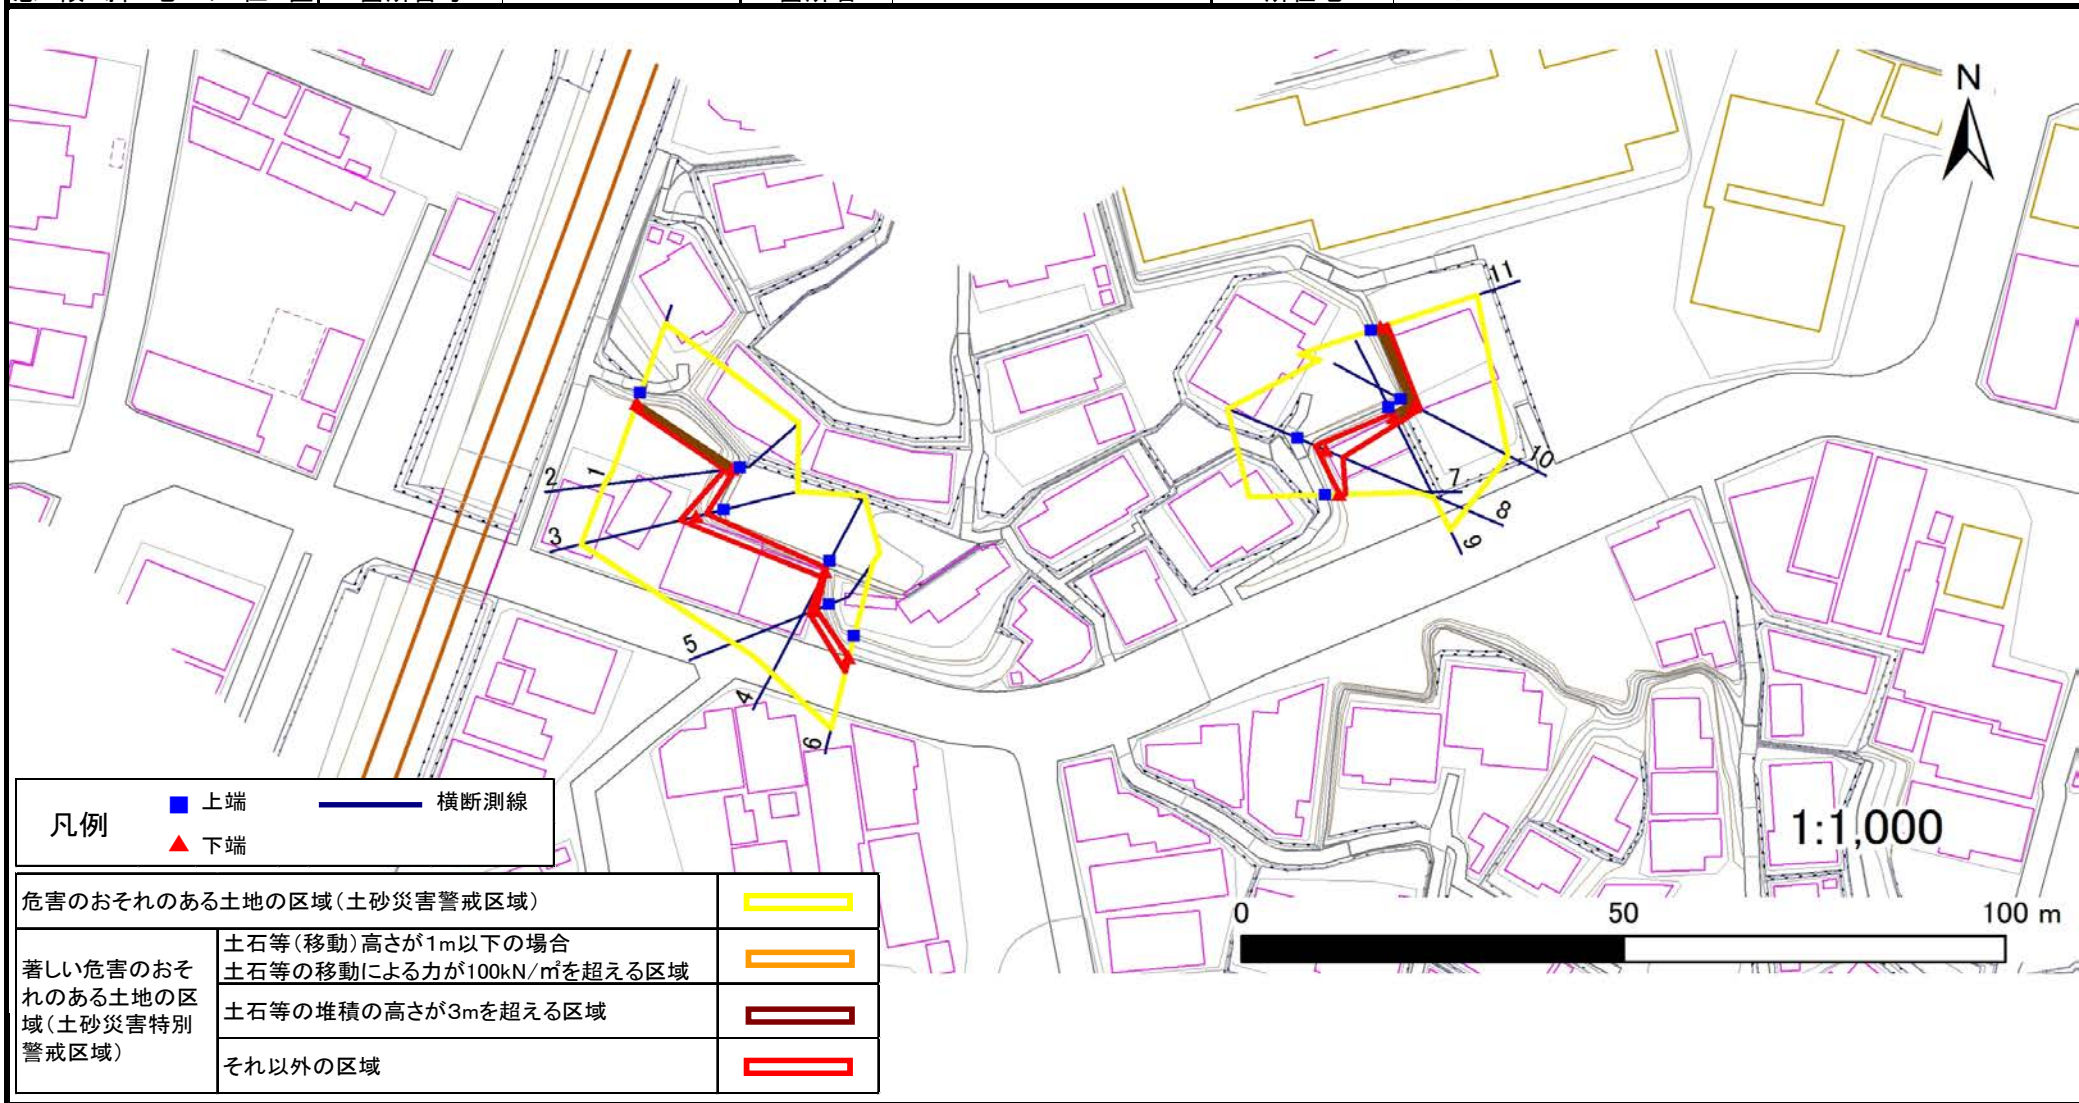 N
11
1
2
3
5
4
6
7
8
9
10
凡例
上端
横断測線
下端
1:1,000
0 50 100 m
危害のおそれのある土地の区域(土砂災害警戒区域)
著しい危害のおそ
れのある土地の区
域(土砂災害特別
警戒区域)
土石等(移動)高さが1m以下の場合
土石等の移動による力が100kN/㎡を超える区域
土石等の堆積の高さが3mを超える区域
それ以外の区域